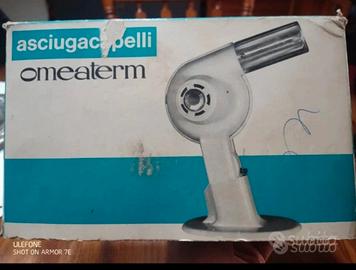 asciugacapelli
omeaterm
ULEFONE
SHOT ON ARMOR 7E
subito